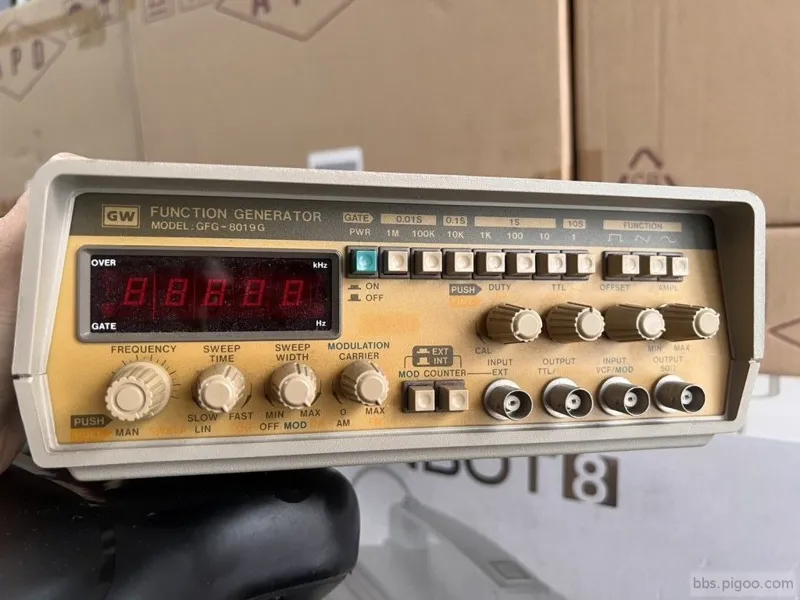 GW
FUNCTION GENERATOR
MODEL: GFG-8019G
GATE 0.01S 0.1S 1S 10S FUNCTION
PWR 1M 100K 10K 1K 100 10 1
OVER kHz
GATE Hz
ON
OFF
PUSH DUTY TTL OFFSET AMPL
FREQUENCY
SWEEP TIME
SWEEP WIDTH
MODULATION
CARRIER
EXT
INT
MOD COUNTER
CAL
MIN MAX
INPUT EXT
OUTPUT TTL/
INPUT VCF/MOD
OUTPUT 50Ω
PUSH
MAN
SLOW FAST
LIN
MIN MAX
OFF MOD
0 MAX
AM
BOT 8
bbs.pigoo.com